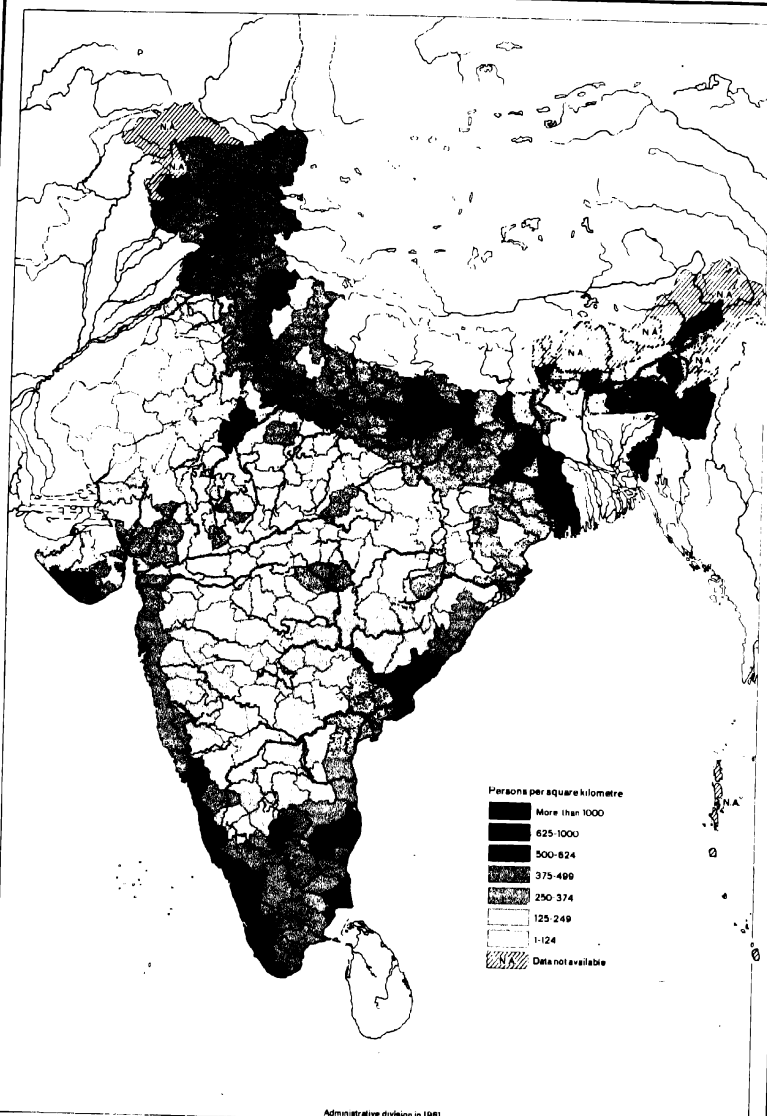 N.A.
N.A
N.A.
N.A.
N.A.
N.A.
Persons per square kilometre
More than 1000
625-1000
500-624
375-499
250-374
125-249
1-124
N.A. Data not available
N.A.
Administrative division in 1961